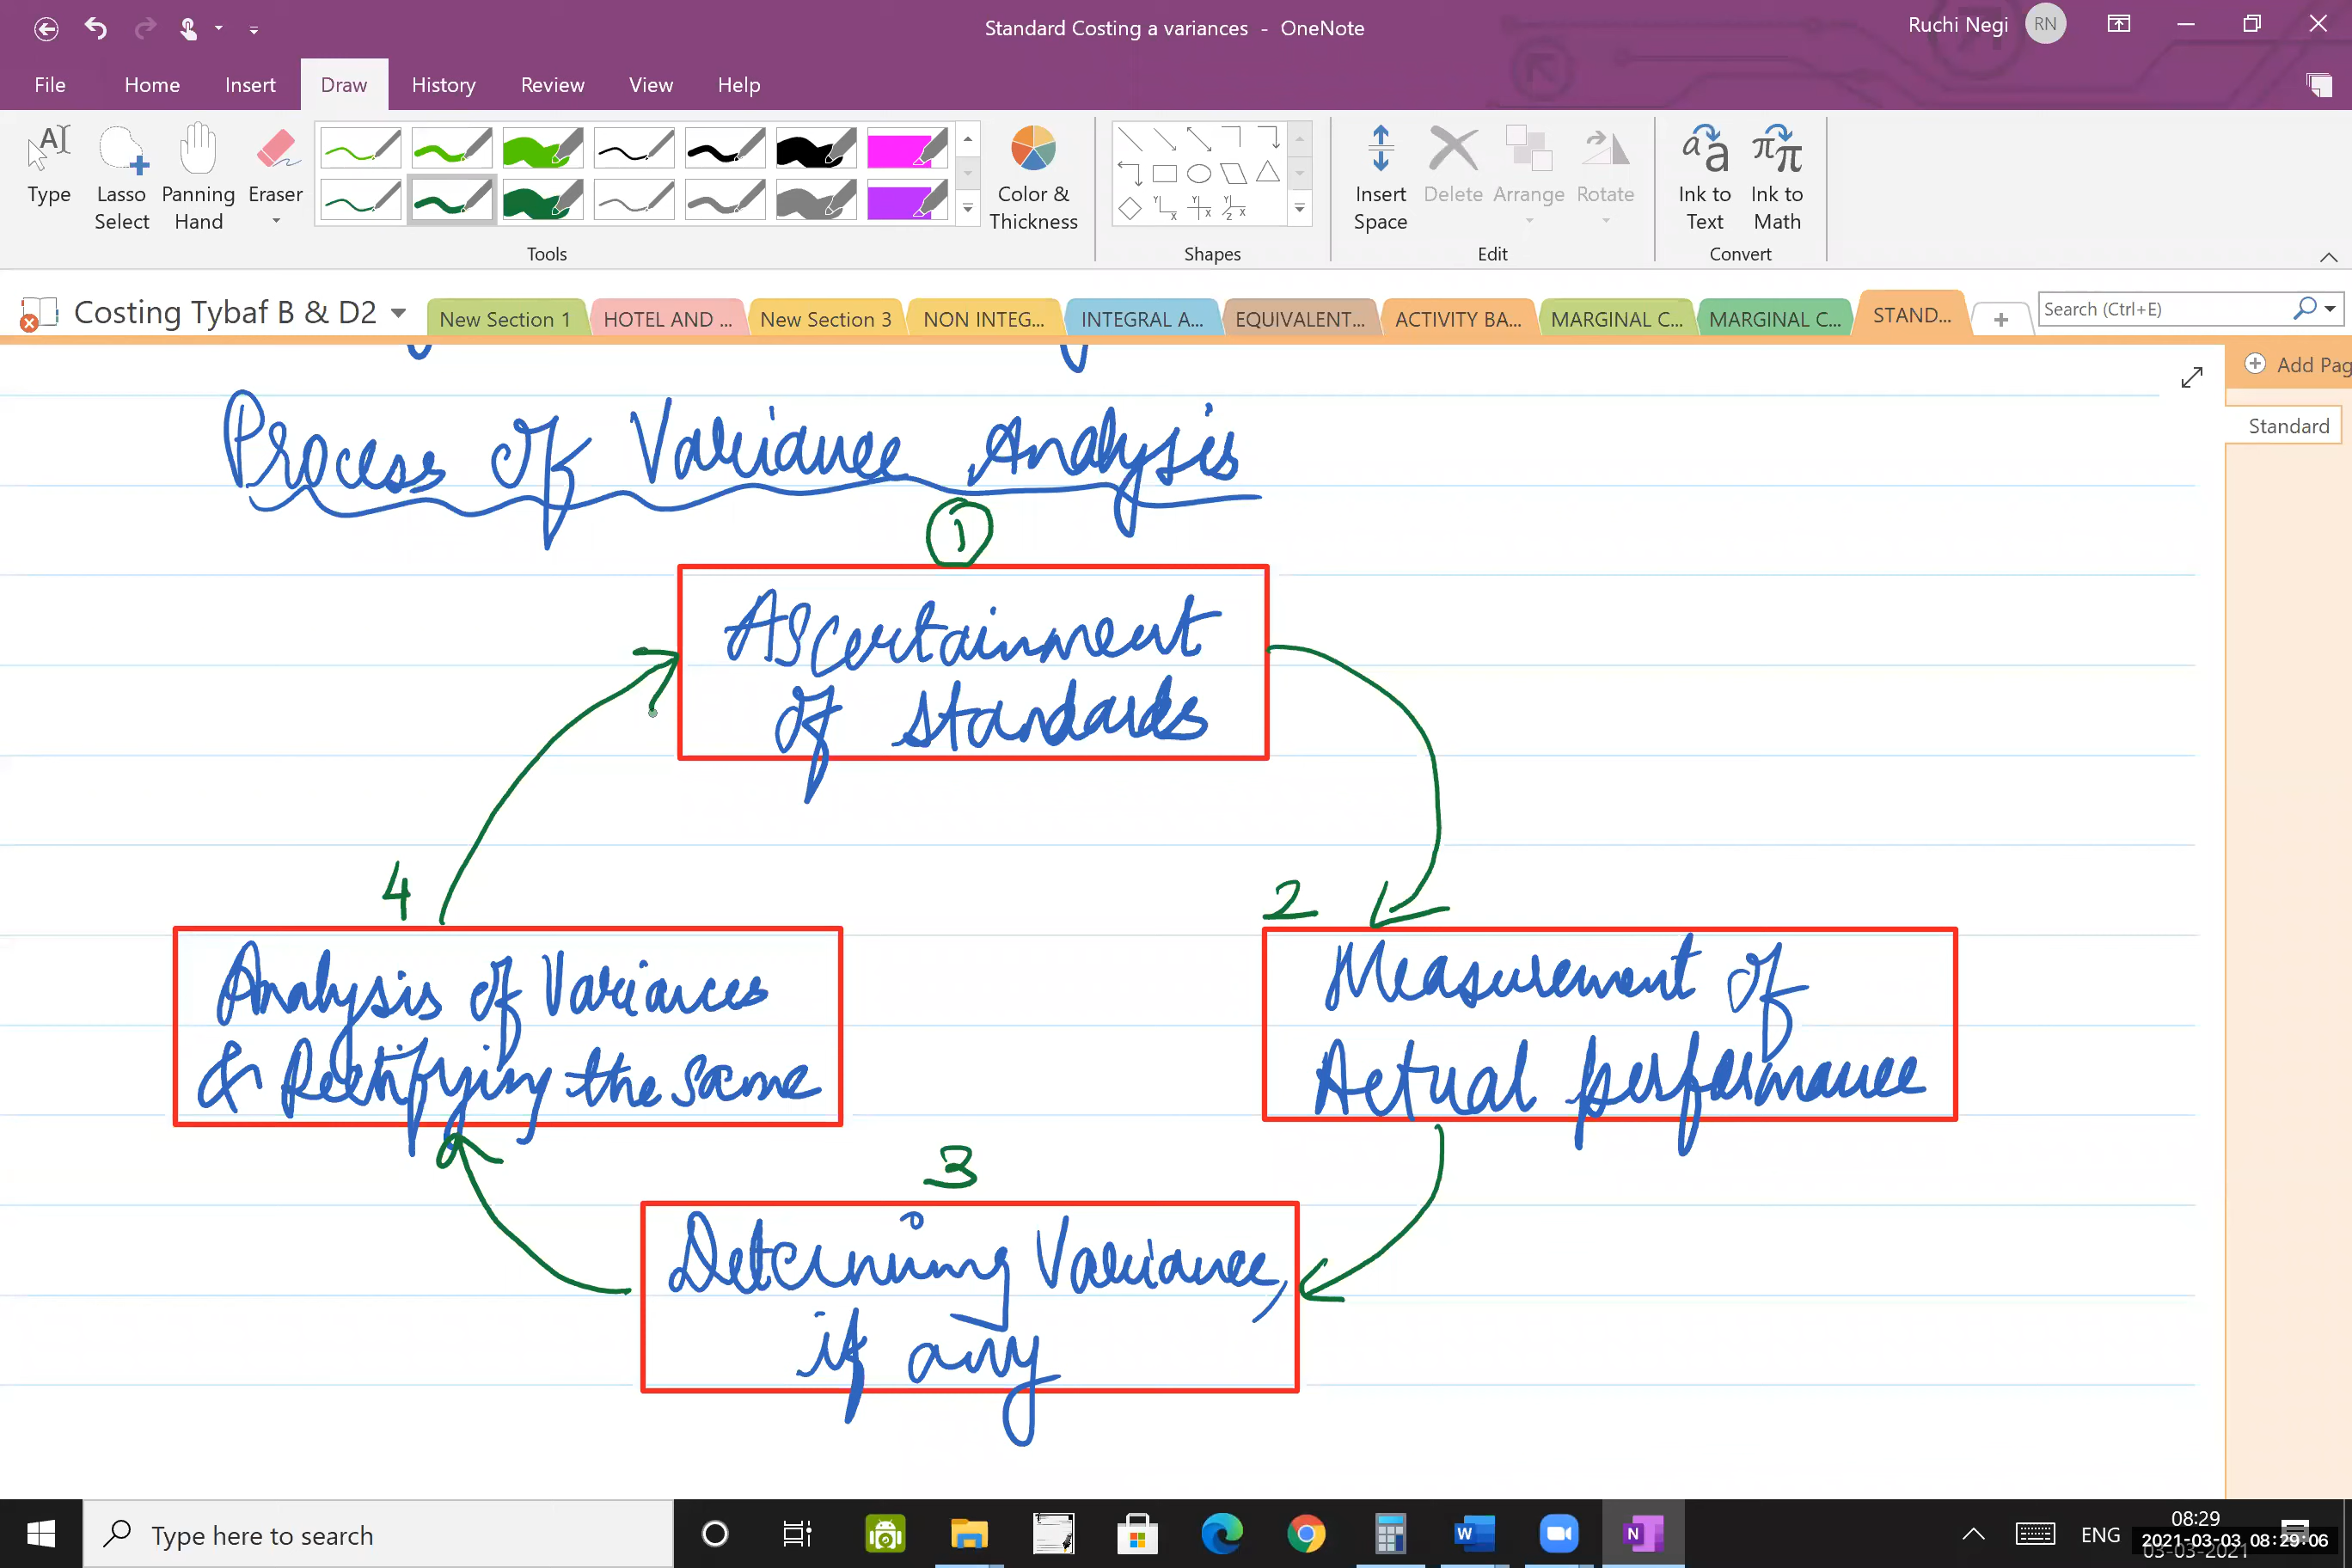 Standard Costing a variances - OneNote
Ruchi Negi
RN
File
Home
Insert
Draw
History
Review
View
Help
Type
Lasso Select
Panning Hand
Eraser
Color & Thickness
Insert Space
Delete
Arrange
Rotate
Ink to Text
Ink to Math
Tools
Shapes
Edit
Convert
Costing Tybaf B & D2
New Section 1
HOTEL AND ...
New Section 3
NON INTEG...
INTEGRAL A...
EQUIVALENT...
ACTIVITY BA...
MARGINAL C...
MARGINAL C...
STAND...
Search (Ctrl+E)
Add Pag
Standard
Process Of Variance Analysis
1
Ascertainment
of standards
4
2
Analysis of Variances
& Rectifying the same
Measurement of
Actual performance
3
Determining Variance,
if any
Type here to search
ENG
08:29
03-03-2021
2021-03-03 08:29:06